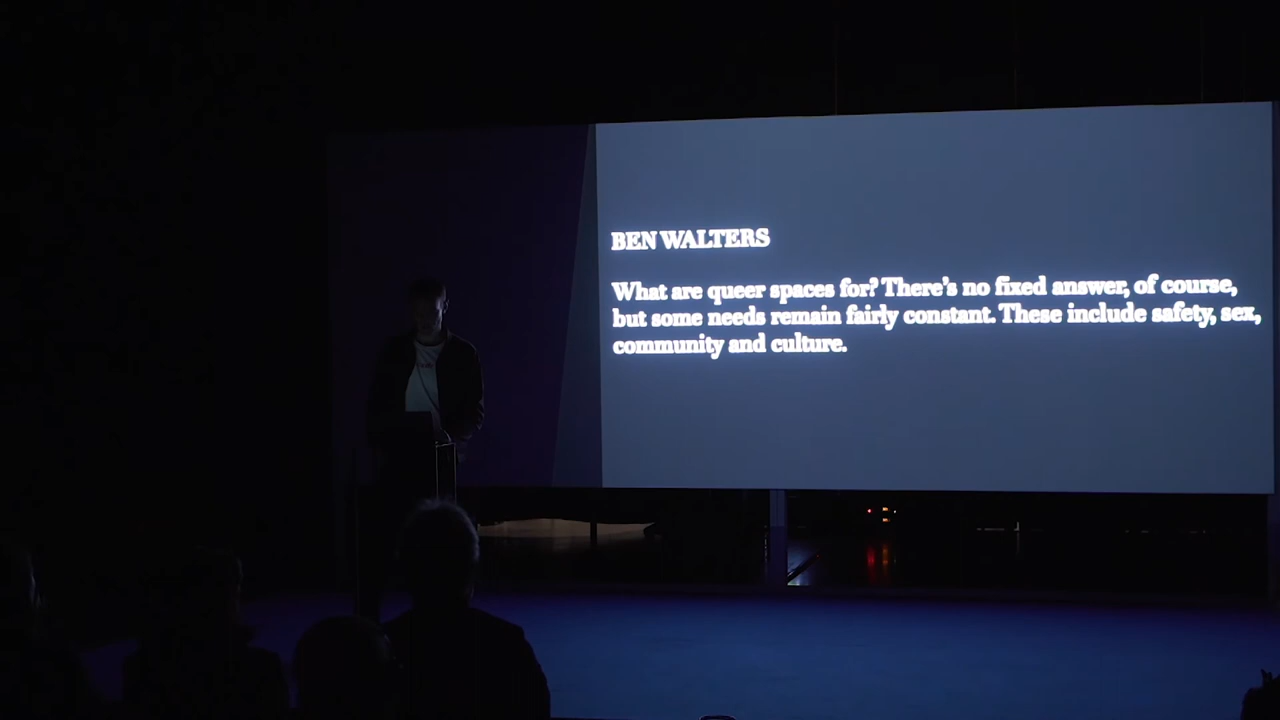 BEN WALTERS
What are queer spaces for? There's no fixed answer, of course,
but some needs remain fairly constant. These include safety, sex,
community and culture.